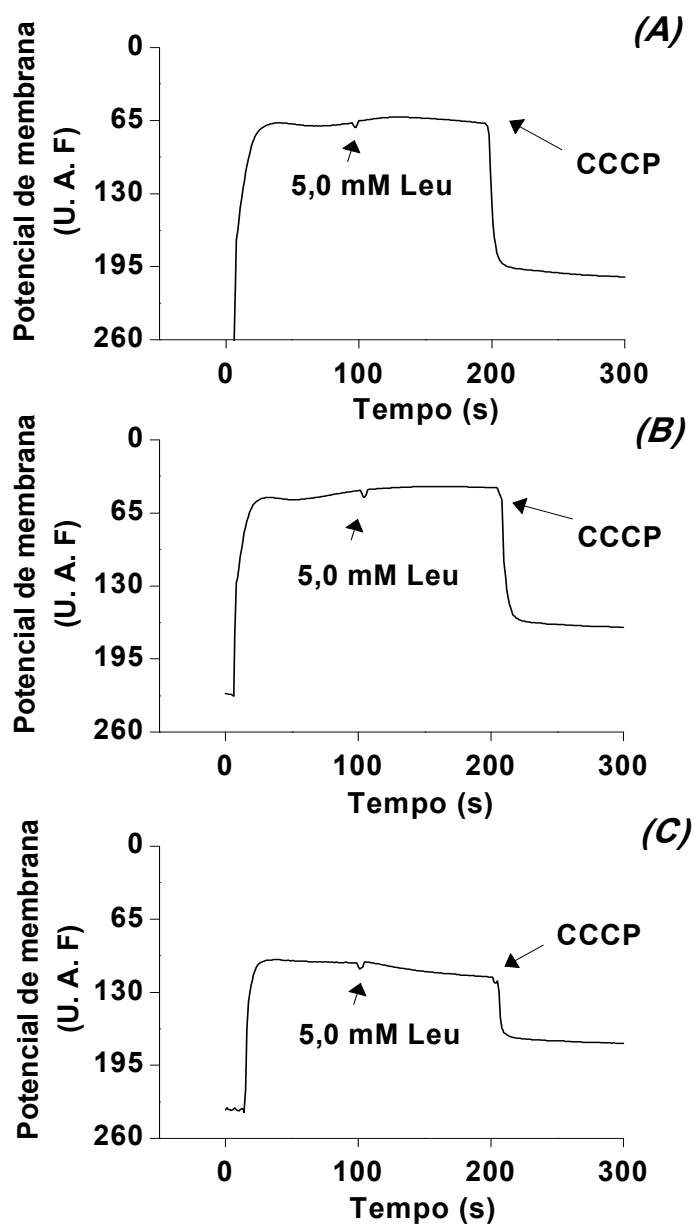 (A)
Potencial de membrana
(U. A. F)
0
65
130
195
260
5,0 mM Leu
CCCP
0 100 200 300
Tempo (s)
(B)
Potencial de membrana
(U. A. F)
0
65
130
195
260
5,0 mM Leu
CCCP
0 100 200 300
Tempo (s)
(C)
Potencial de membrana
(U. A. F)
0
65
130
195
260
CCCP
5,0 mM Leu
0 100 200 300
Tempo (s)